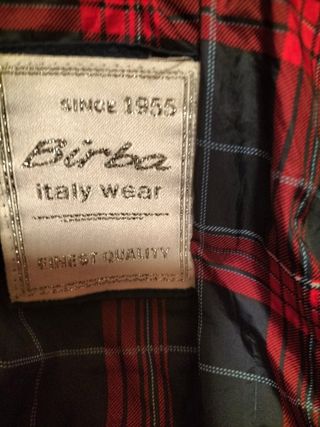 SINCE 1955
Birba
italy wear
FINEST QUALITY